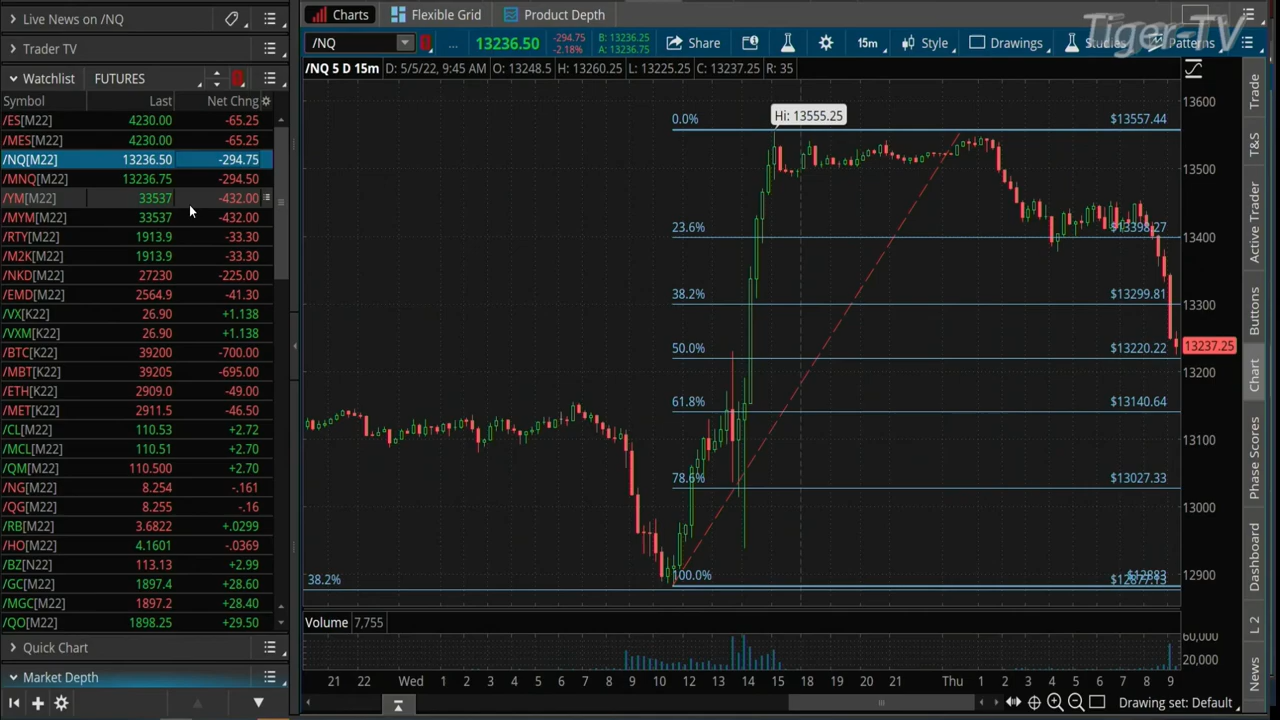 Live News on /NQ
Trader TV
Watchlist FUTURES
Symbol Last Net Chng
/ES[M22] 4230.00 -65.25
/MES[M22] 4230.00 -65.25
/NQ[M22] 13236.50 -294.75
/MNQ[M22] 13236.75 -294.50
/YM[M22] 33537 -432.00
/MYM[M22] 33537 -432.00
/RTY[M22] 1913.9 -33.30
/M2K[M22] 1913.9 -33.30
/NKD[M22] 27230 -225.00
/EMD[M22] 2564.9 -41.30
/VX[K22] 26.90 +1.138
/VXM[K22] 26.90 +1.138
/BTC[K22] 39200 -700.00
/MBT[K22] 39205 -695.00
/ETH[K22] 2909.0 -49.00
/MET[K22] 2911.5 -46.50
/CL[M22] 110.53 +2.72
/MCL[M22] 110.51 +2.70
/QM[M22] 110.500 +2.70
/NG[M22] 8.254 -.161
/QG[M22] 8.255 -.16
/RB[M22] 3.6822 +.0299
/HO[M22] 4.1601 -.0369
/BZ[N22] 113.13 +2.99
/GC[M22] 1897.4 +28.60
/MGC[M22] 1897.2 +28.40
/QO[M22] 1898.25 +29.50
Quick Chart
Market Depth
Charts Flexible Grid Product Depth
Tiger-TV
/NQ ... 13236.50 -294.75 -2.18% B: 13236.25 A: 13236.75 Share 15m Style Drawings Studies Patterns
/NQ 5 D 15m D: 5/5/22, 9:45 AM O: 13248.5 H: 13260.25 L: 13225.25 C: 13237.25 R: 35
Hi: 13555.25
0.0% $13557.44
23.6% $13398.27
38.2% $13299.81
50.0% $13220.22
61.8% $13140.64
78.6% $13027.33
100.0% $12883
38.2% $12877.13
13600
13500
13400
13300
13237.25
13200
13100
13000
12900
Volume 7,755
60,000
20,000
21 22 Wed 1 2 3 4 5 6 7 8 9 10 12 13 14 15 16 17 18 19 20 21 Thu 1 2 3 4 5 6 7 8 9
Drawing set: Default
Trade
T&S
Active Trader
Buttons
Chart
Phase Scores
Dashboard
L 2
News